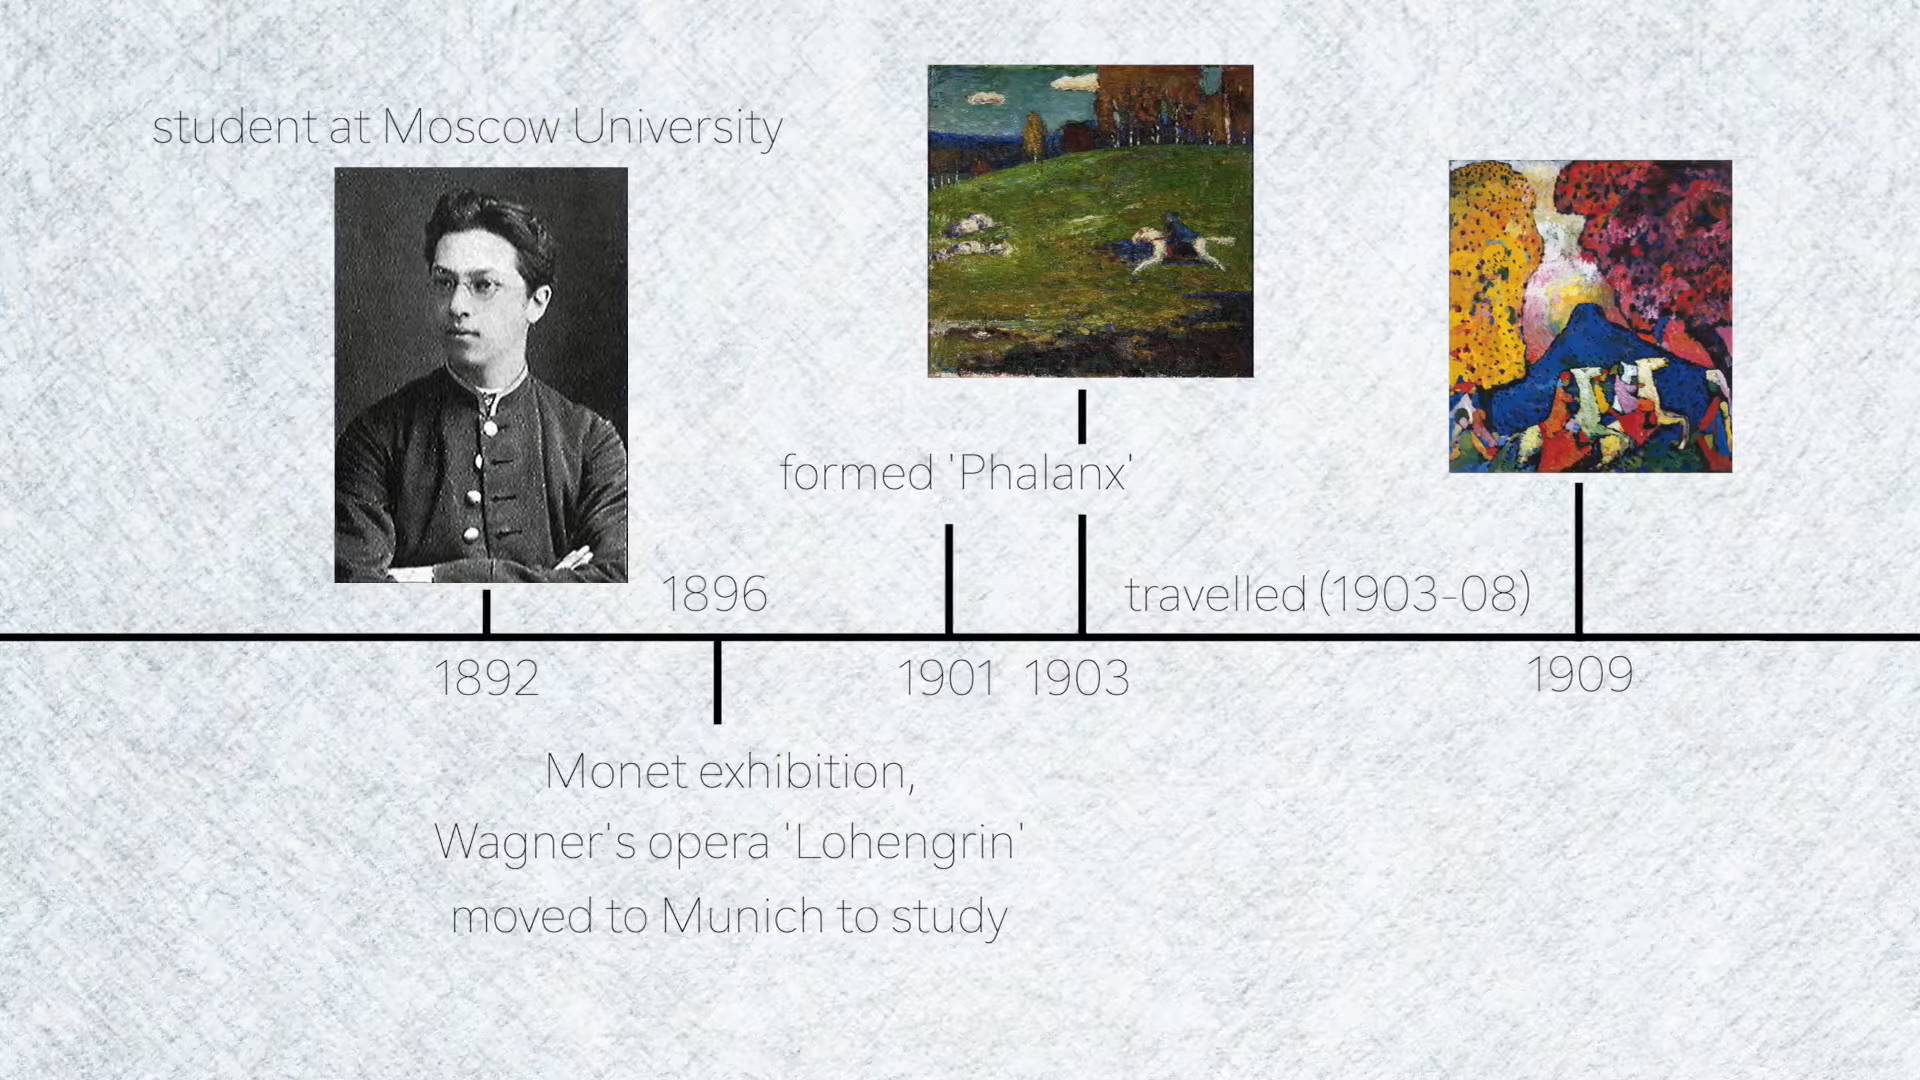 student at Moscow University
formed 'Phalanx'
1896
travelled (1903-08)
1892
1901
1903
1909
Monet exhibition,
Wagner's opera 'Lohengrin'
moved to Munich to study